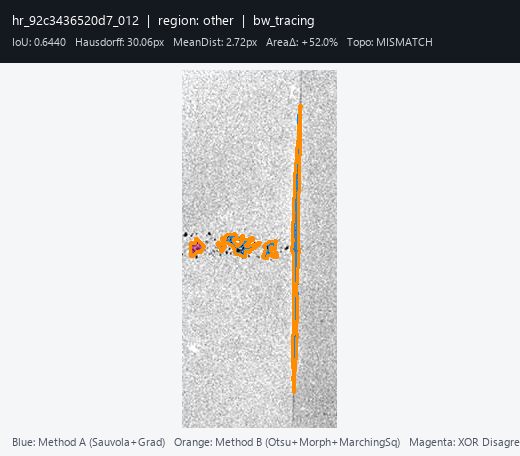 hr_92c3436520d7_012 | region: other | bw_tracing
IoU: 0.6440 Hausdorff: 30.06px MeanDist: 2.72px AreaΔ: +52.0% Topo: MISMATCH
Blue: Method A (Sauvola+Grad) Orange: Method B (Otsu+Morph+MarchingSq) Magenta: XOR Disagre